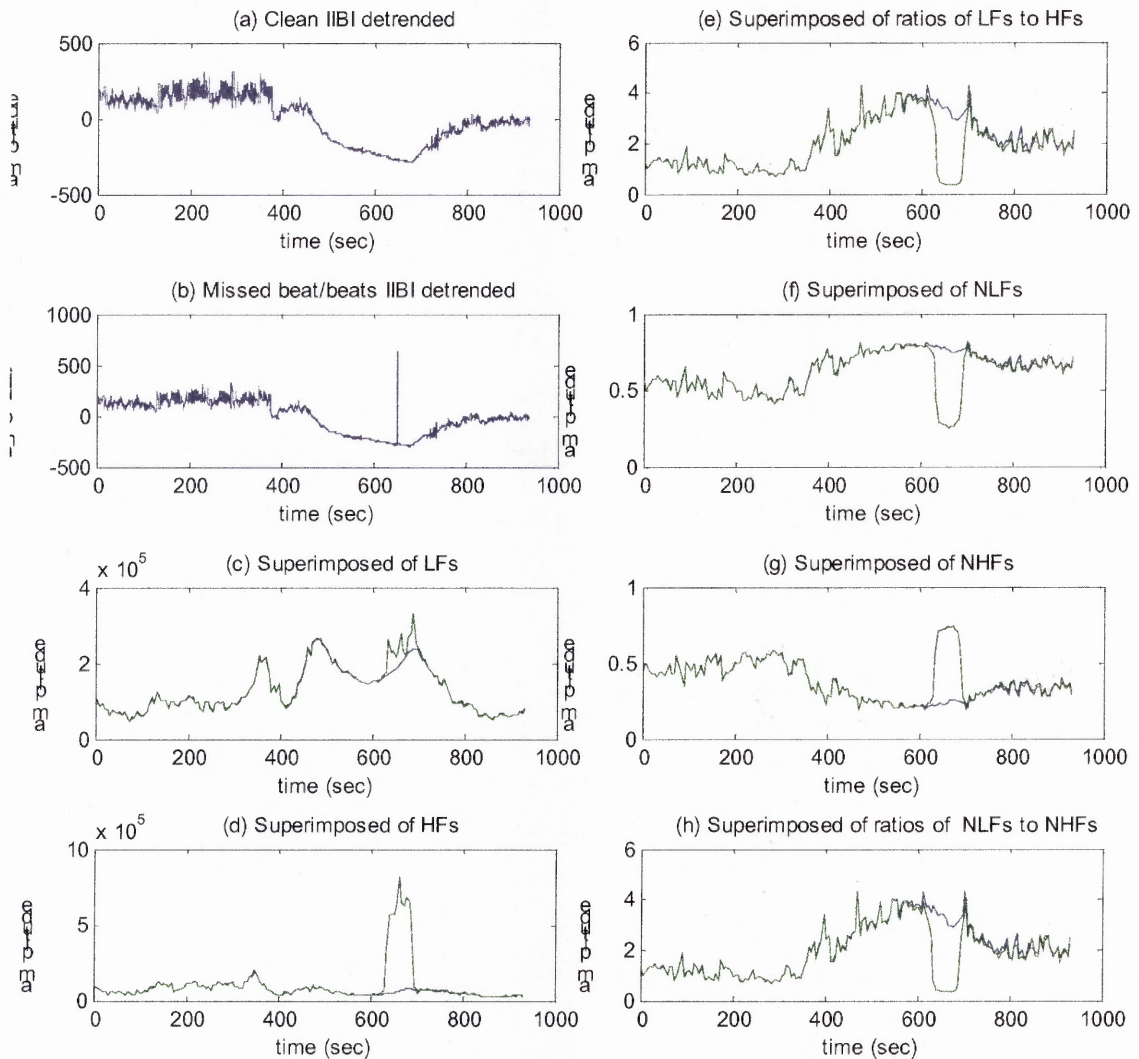 (a) Clean IIBI detrended
500
0
-500
0 200 400 600 800 1000
time (sec)
(b) Missed beat/beats IIBI detrended
1000
500
0
-500
0 200 400 600 800 1000
time (sec)
(c) Superimposed of LFs
x 10^5
4
2
0
amplitude
0 200 400 600 800 1000
time (sec)
(d) Superimposed of HFs
x 10^5
10
5
0
amplitude
0 200 400 600 800 1000
time (sec)
(e) Superimposed of ratios of LFs to HFs
6
4
2
0
amplitude
0 200 400 600 800 1000
time (sec)
(f) Superimposed of NLFs
1
0.5
0
amplitude
0 200 400 600 800 1000
time (sec)
(g) Superimposed of NHFs
1
0.5
0
amplitude
0 200 400 600 800 1000
time (sec)
(h) Superimposed of ratios of NLFs to NHFs
6
4
2
0
amplitude
0 200 400 600 800 1000
time (sec)